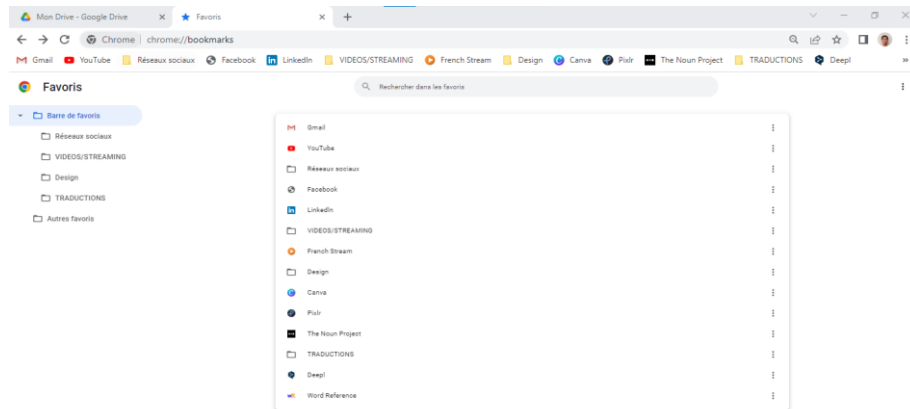 Mon Drive - Google Drive Favoris
Chrome chrome://bookmarks
Gmail YouTube Réseaux sociaux Facebook LinkedIn VIDEOS/STREAMING French Stream Design Canva Pixlr The Noun Project TRADUCTIONS Deepl »
Favoris Rechercher dans les favoris
Barre de favoris
Réseaux sociaux
VIDEOS/STREAMING
Design
TRADUCTIONS
Autres favoris
Gmail
YouTube
Réseaux sociaux
Facebook
LinkedIn
VIDEOS/STREAMING
French Stream
Design
Canva
Pixlr
The Noun Project
TRADUCTIONS
Deepl
Word Reference